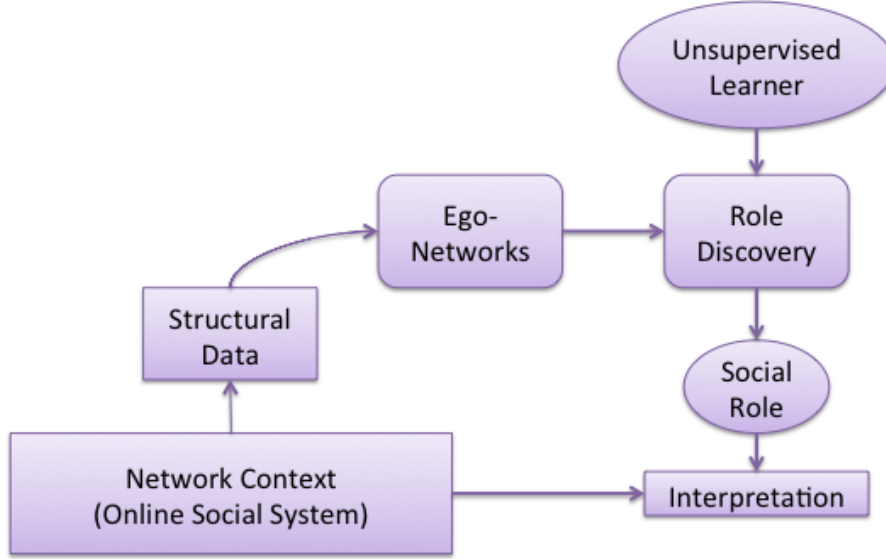 Unsupervised
Learner
Ego-
Networks
Role
Discovery
Structural
Data
Social
Role
Network Context
(Online Social System)
Interpretation